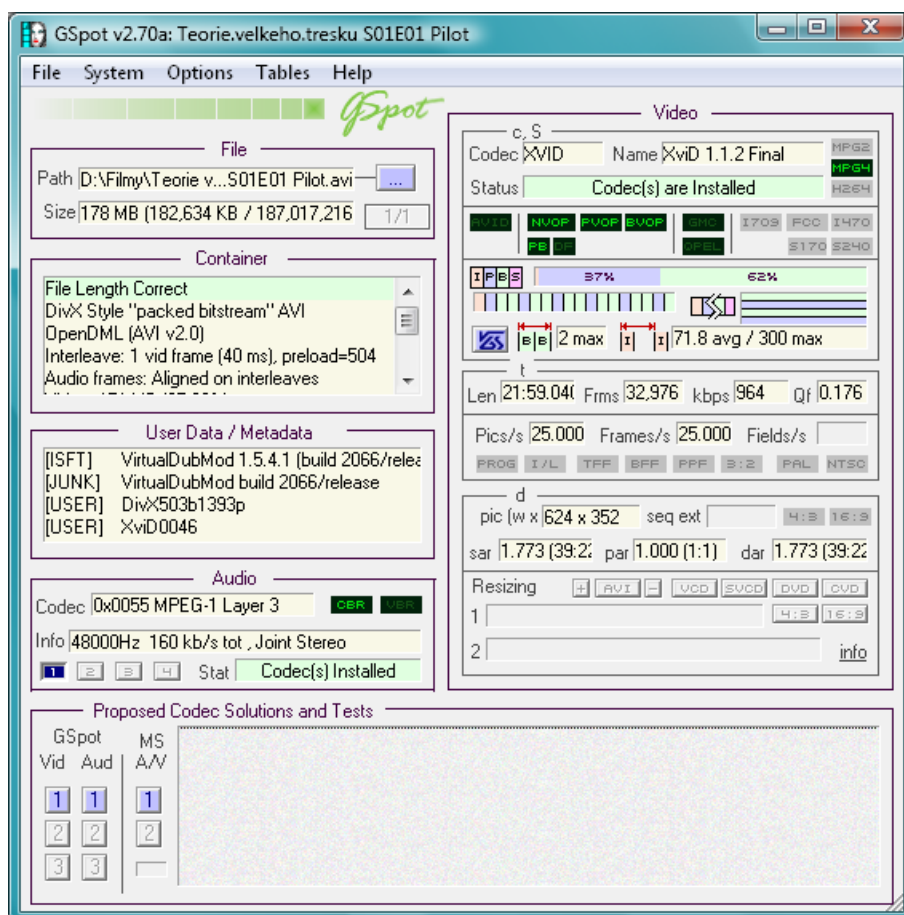 GSpot v2.70a: Teorie.velkeho.tresku S01E01 Pilot
File System Options Tables Help
GSpot
File
Path D:\Filmy\Teorie v...S01E01 Pilot.avi ...
Size 178 MB (182,634 KB / 187,017,216 1/1
Container
File Length Correct
DivX Style "packed bitstream" AVI
OpenDML (AVI v2.0)
Interleave: 1 vid frame (40 ms), preload=504
Audio frames: Aligned on interleaves
User Data / Metadata
[ISFT] VirtualDubMod 1.5.4.1 (build 2066/relea
[JUNK] VirtualDubMod build 2066/release
[USER] DivX503b1393p
[USER] XviD0046
Audio
Codec 0x0055 MPEG-1 Layer 3 CBR VBR
Info 48000Hz 160 kb/s tot , Joint Stereo
1 2 3 4 Stat Codec(s) Installed
Video
c, S
Codec XVID Name XviD 1.1.2 Final MPG2
MPG4
Status Codec(s) are Installed H264
AVID NVOP PVOP BVOP GMC I709 FCC I470
PB DF QPEL S170 S240
I P B S 37% 62%
B B 2 max I I 71.8 avg / 300 max
t
Len 21:59.04 Frms 32,976 kbps 964 Qf 0.176
Pics/s 25.000 Frames/s 25.000 Fields/s
PROG I/L TFF BFF PPF 3:2 PAL NTSC
d
pic (w x 624 x 352 seq ext 4:3 16:9
sar 1.773 (39:22 par 1.000 (1:1) dar 1.773 (39:22
Resizing + AVI - VCD SVCD DVD CVD
1 4:3 16:9
2 info
Proposed Codec Solutions and Tests
GSpot MS
Vid Aud A/V
1 1 1
2 2 2
3 3